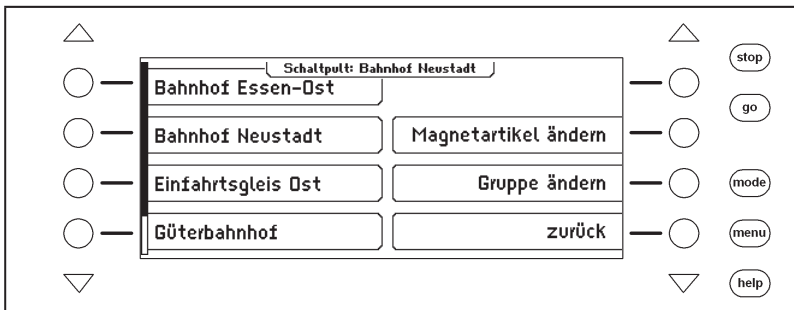 Schaltpult: Bahnhof Neustadt
Bahnhof Essen-Ost
Bahnhof Neustadt
Magnetartikel ändern
Einfahrtsgleis Ost
Gruppe ändern
Güterbahnhof
zurück
stop
go
mode
menu
help